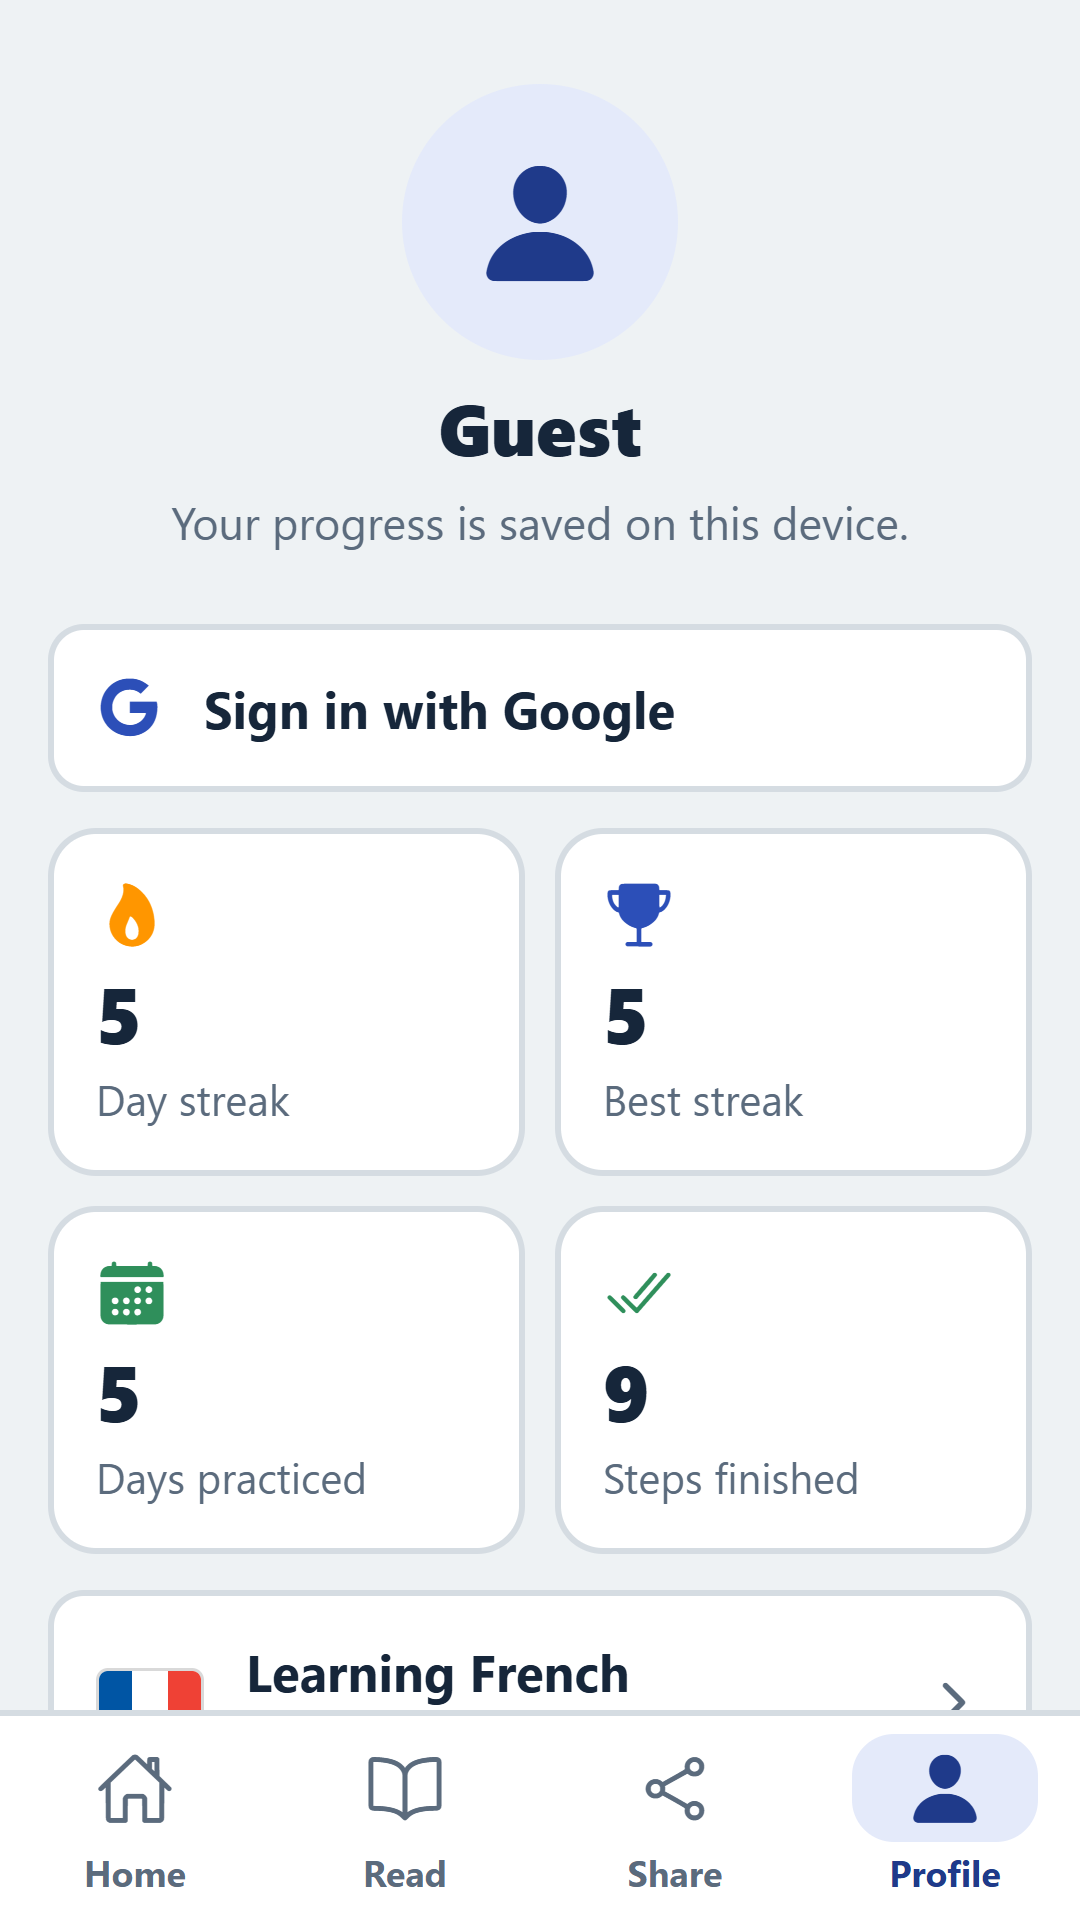 Guest
Your progress is saved on this device.
Sign in with Google
5
Day streak
5
Best streak
5
Days practiced
9
Steps finished
Learning French
Home
Read
Share
Profile